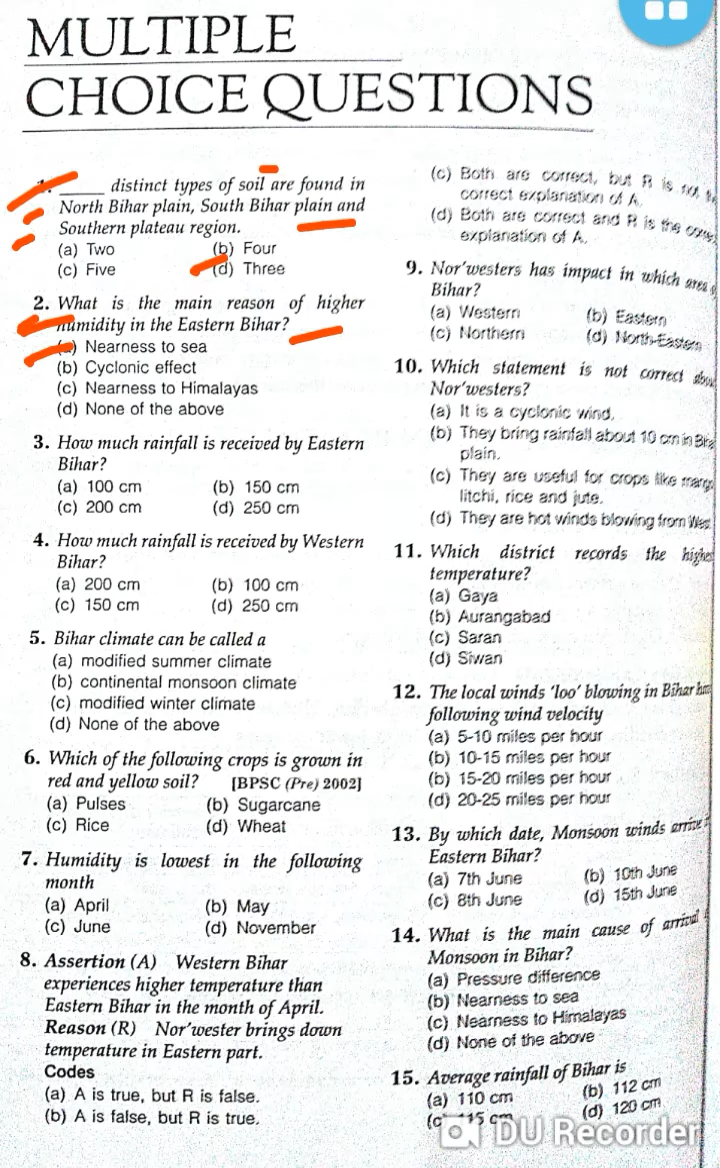 MULTIPLE
CHOICE QUESTIONS
1. ____ distinct types of soil are found in
North Bihar plain, South Bihar plain and
Southern plateau region.
(a) Two (b) Four
(c) Five (d) Three
2. What is the main reason of higher
humidity in the Eastern Bihar?
(a) Nearness to sea
(b) Cyclonic effect
(c) Nearness to Himalayas
(d) None of the above
3. How much rainfall is received by Eastern
Bihar?
(a) 100 cm (b) 150 cm
(c) 200 cm (d) 250 cm
4. How much rainfall is received by Western
Bihar?
(a) 200 cm (b) 100 cm
(c) 150 cm (d) 250 cm
5. Bihar climate can be called a
(a) modified summer climate
(b) continental monsoon climate
(c) modified winter climate
(d) None of the above
6. Which of the following crops is grown in
red and yellow soil? [BPSC (Pre) 2002]
(a) Pulses (b) Sugarcane
(c) Rice (d) Wheat
7. Humidity is lowest in the following
month
(a) April (b) May
(c) June (d) November
8. Assertion (A) Western Bihar
experiences higher temperature than
Eastern Bihar in the month of April.
Reason (R) Nor'wester brings down
temperature in Eastern part.
Codes
(a) A is true, but R is false.
(b) A is false, but R is true.
(c) Both are correct, but R is not
correct explanation of A.
(d) Both are correct and R is the
explanation of A.
9. Nor'westers has impact in which area
Bihar?
(a) Western (b) Eastern
(c) Northern (d) North-Eastern
10. Which statement is not correct
Nor'westers?
(a) It is a cyclonic wind.
(b) They bring rainfall about 10 cm in
plain.
(c) They are useful for crops like
litchi, rice and jute.
(d) They are hot winds blowing from West
11. Which district records the
temperature?
(a) Gaya
(b) Aurangabad
(c) Saran
(d) Siwan
12. The local winds 'loo' blowing in Bihar
following wind velocity
(a) 5-10 miles per hour
(b) 10-15 miles per hour
(b) 15-20 miles per hour
(d) 20-25 miles per hour
13. By which date, Monsoon winds arrive
Eastern Bihar?
(a) 7th June (b) 10th June
(c) 8th June (d) 15th June
14. What is the main cause of arrival
Monsoon in Bihar?
(a) Pressure difference
(b) Nearness to sea
(c) Nearness to Himalayas
(d) None of the above
15. Average rainfall of Bihar is
(a) 110 cm (b) 112 cm
(c) 115 cm (d) 120 cm
DU Recorder